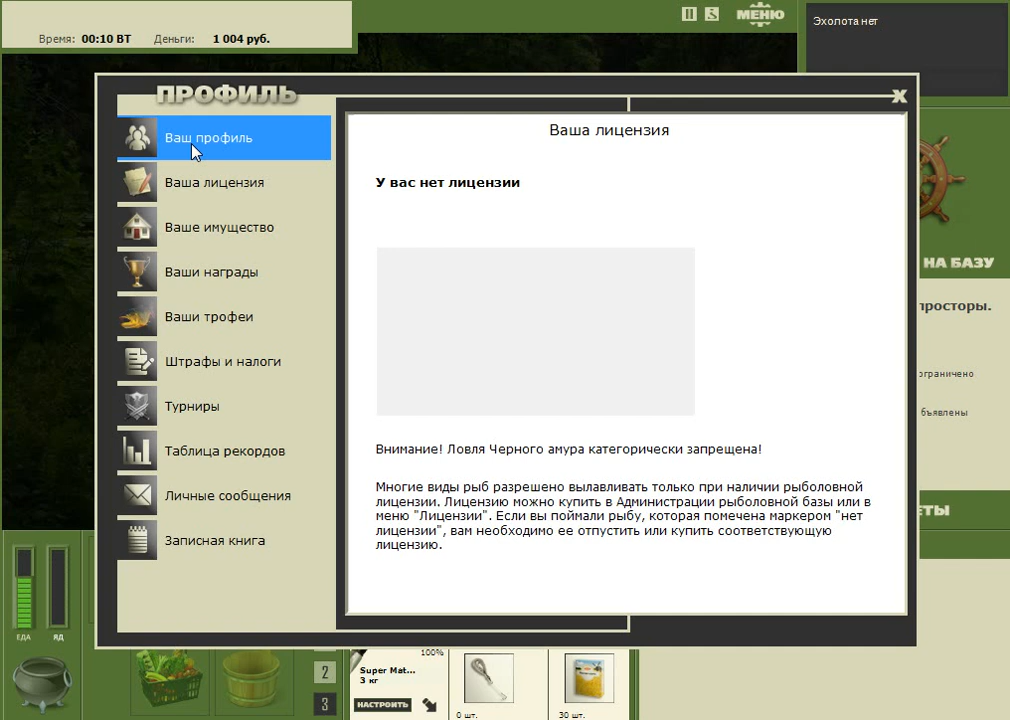 Время: 00:10 ВТ Деньги: 1 004 руб.
МЕНЮ
Эхолота нет
ПРОФИЛЬ
X
Ваш профиль
Ваша лицензия
Ваше имущество
Ваши награды
Ваши трофеи
Штрафы и налоги
Турниры
Таблица рекордов
Личные сообщения
Записная книга
Ваша лицензия
У вас нет лицензии
Внимание! Ловля Черного амура категорически запрещена!
Многие виды рыб разрешено вылавливать только при наличии рыболовной
лицензии. Лицензию можно купить в Администрации рыболовной базы или в
меню "Лицензии". Если вы поймали рыбу, которая помечена маркером "нет
лицензии", вам необходимо ее отпустить или купить соответствующую
лицензию.
НА БАЗУ
просторы.
ограничено
бъявлены
ЕТЫ
ЕДА
ЯД
2
3
100%
Super Mat...
3 кг
НАСТРОИТЬ
0 шт.
30 шт.